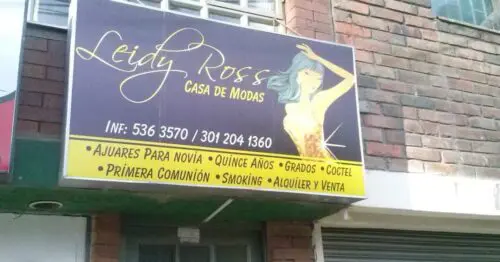 Leidy Ross
CASA DE MODAS
INF: 536 3570 / 301 204 1360
• AJUARES PARA NOVIA • QUINCE AÑOS • GRADOS • COCTEL
• PRIMERA COMUNIÓN • SMOKING • ALQUILER Y VENTA